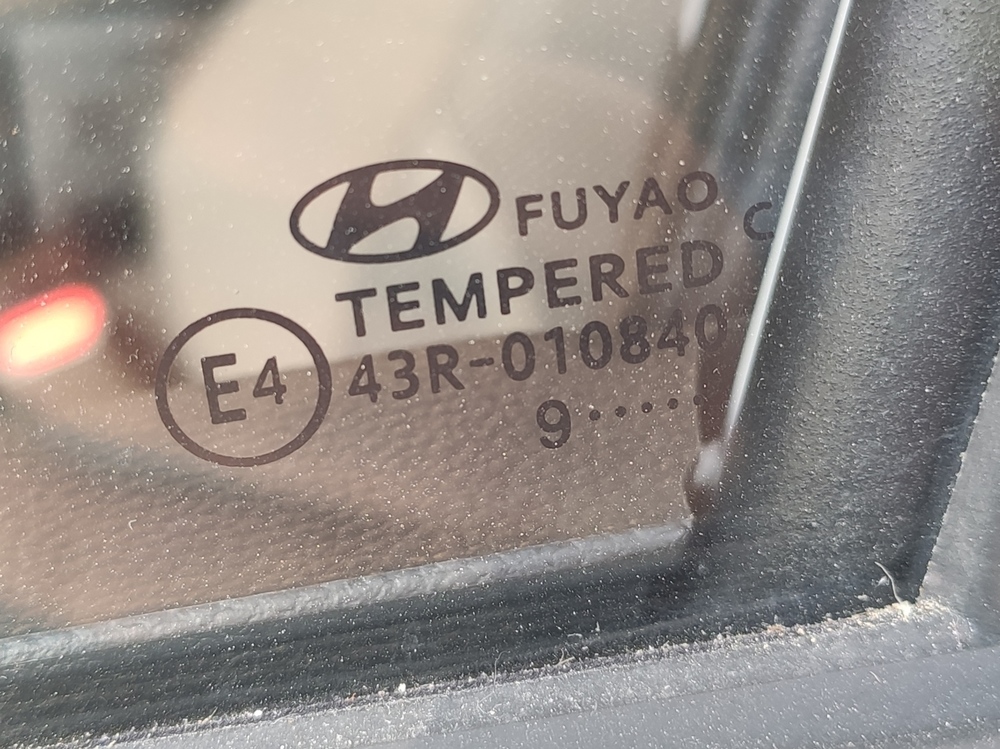 FUYAO
TEMPERED
E4 43R-010840
9.....